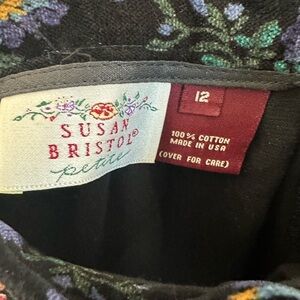 SUSAN
BRISTOL®
petite
12
100% COTTON
MADE IN USA
(OVER FOR CARE)